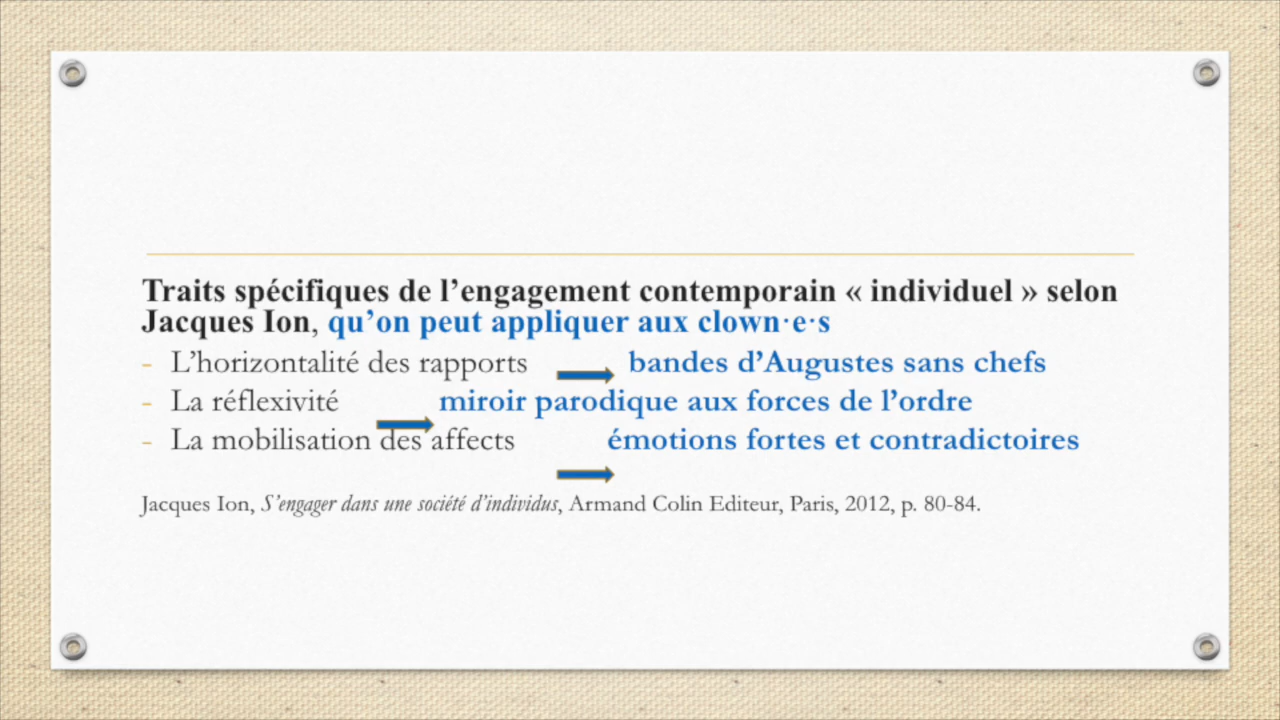 Traits spécifiques de l’engagement contemporain « individuel » selon
Jacques Ion, qu’on peut appliquer aux clown·e·s
- L’horizontalité des rapports bandes d’Augustes sans chefs
- La réflexivité miroir parodique aux forces de l’ordre
- La mobilisation des affects émotions fortes et contradictoires
Jacques Ion, S’engager dans une société d’individus, Armand Colin Editeur, Paris, 2012, p. 80-84.